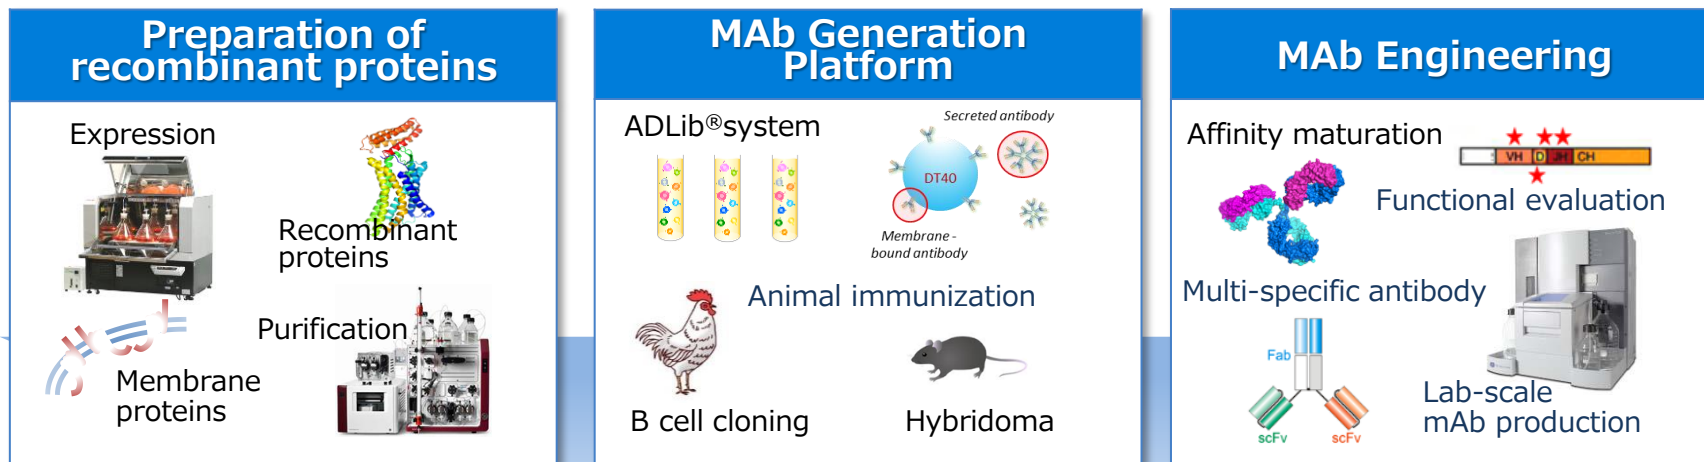 Preparation of
recombinant proteins
Expression
Recombinant
proteins
Purification
Membrane
proteins
MAb Generation
Platform
ADLib®system
Secreted antibody
DT40
Membrane -
bound antibody
Animal immunization
B cell cloning
Hybridoma
MAb Engineering
Affinity maturation
VH D JH CH
Functional evaluation
Multi-specific antibody
Fab
scFv
scFv
Lab-scale
mAb production